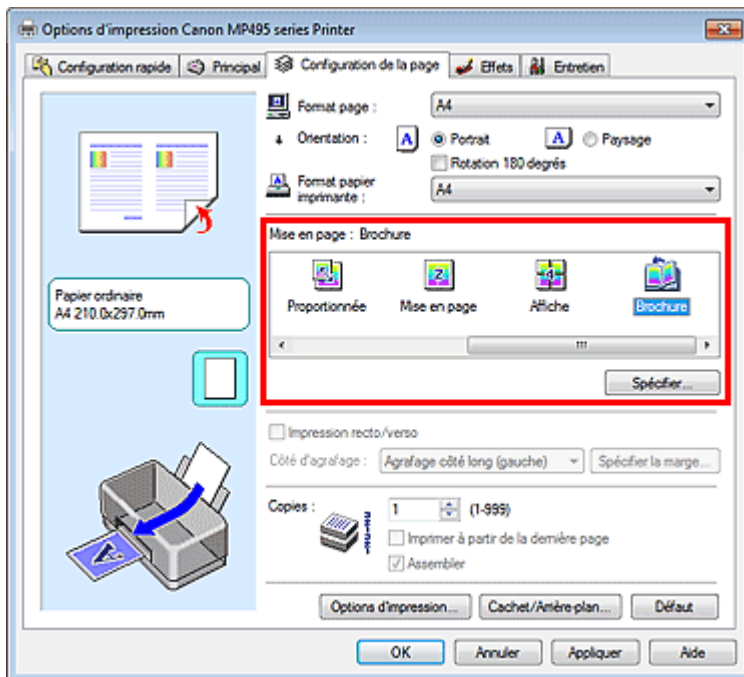 Options d'impression Canon MP495 series Printer
Configuration rapide Principal Configuration de la page Effets Entretien
Format page : A4
Orientation : A Portrait A Paysage
Rotation 180 degrés
Format papier imprimante : A4
Mise en page : Brochure
Proportionnée Mise en page Affiche Brochure
Papier ordinaire
A4 210.0x297.0mm
Spécifier...
Impression recto/verso
Côté d'agrafage : Agrafage côté long (gauche) Spécifier la marge...
Copies : 1 (1-999)
Imprimer à partir de la dernière page
Assembler
Options d'impression... Cachet/Arrière-plan... Défaut
OK Annuler Appliquer Aide